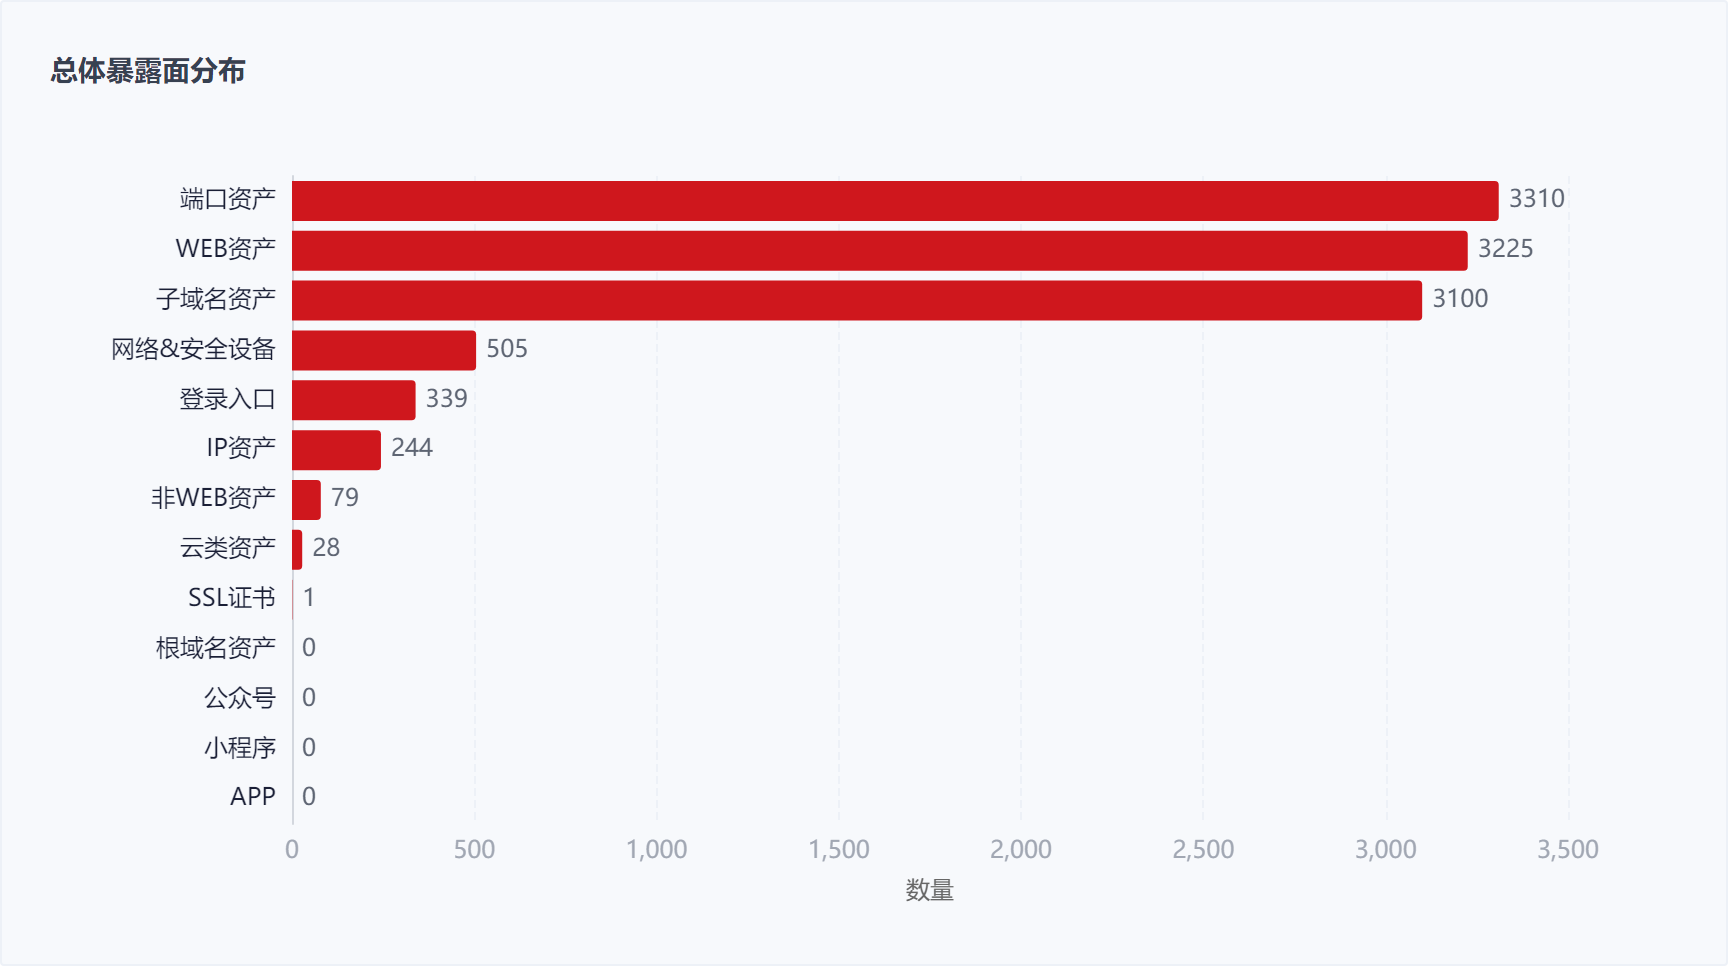 总体暴露面分布
端口资产 3310
WEB资产 3225
子域名资产 3100
网络&安全设备 505
登录入口 339
IP资产 244
非WEB资产 79
云类资产 28
SSL证书 1
根域名资产 0
公众号 0
小程序 0
APP 0
0 500 1,000 1,500 2,000 2,500 3,000 3,500
数量